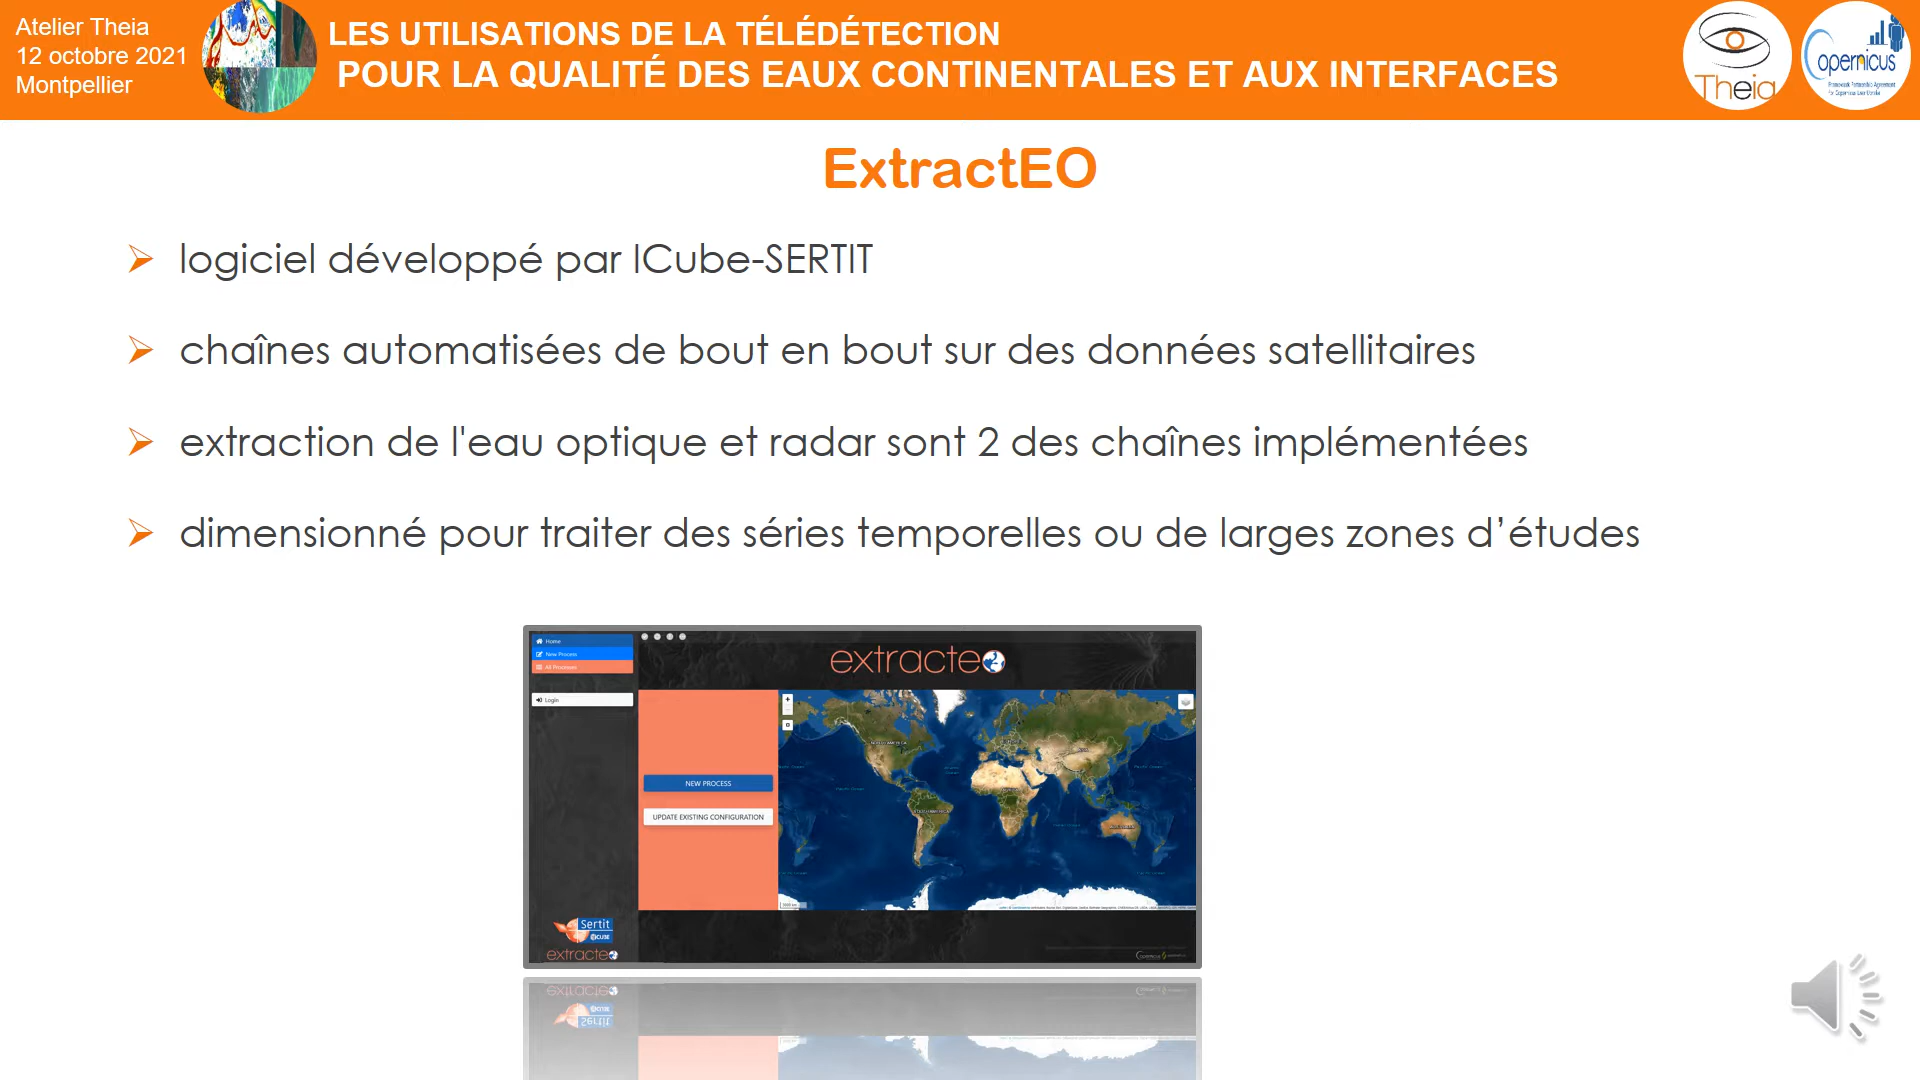 Atelier Theia
12 octobre 2021
Montpellier
LES UTILISATIONS DE LA TÉLÉDÉTECTION
POUR LA QUALITÉ DES EAUX CONTINENTALES ET AUX INTERFACES
Theia
opernicus
ExtractEO
logiciel développé par ICube-SERTIT
chaînes automatisées de bout en bout sur des données satellitaires
extraction de l'eau optique et radar sont 2 des chaînes implémentées
dimensionné pour traiter des séries temporelles ou de larges zones d’études
Home
New Process
All Processes
Login
extracteo
NEW PROCESS
UPDATE EXISTING CONFIGURATION
Sertit
ICUBE
extracteo